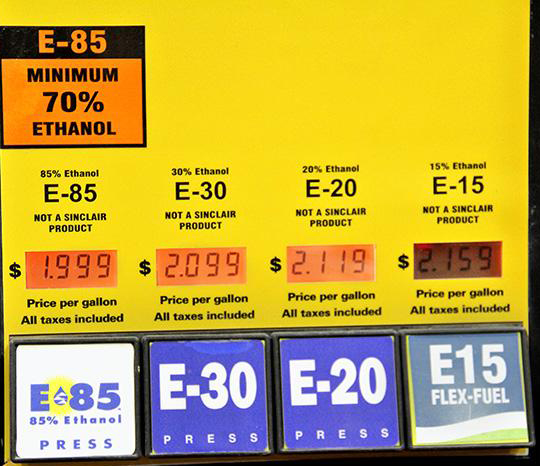 E-85
MINIMUM
70%
ETHANOL
85% Ethanol
E-85
NOT A SINCLAIR
PRODUCT
$ 1.999
Price per gallon
All taxes included
30% Ethanol
E-30
NOT A SINCLAIR
PRODUCT
$ 2.099
Price per gallon
All taxes included
20% Ethanol
E-20
NOT A SINCLAIR
PRODUCT
$ 2.119
Price per gallon
All taxes included
15% Ethanol
E-15
NOT A SINCLAIR
PRODUCT
$ 2.159
Price per gallon
All taxes included
E85
85% Ethanol
PRESS
E-30
PRESS
E-20
PRESS
E15
FLEX-FUEL